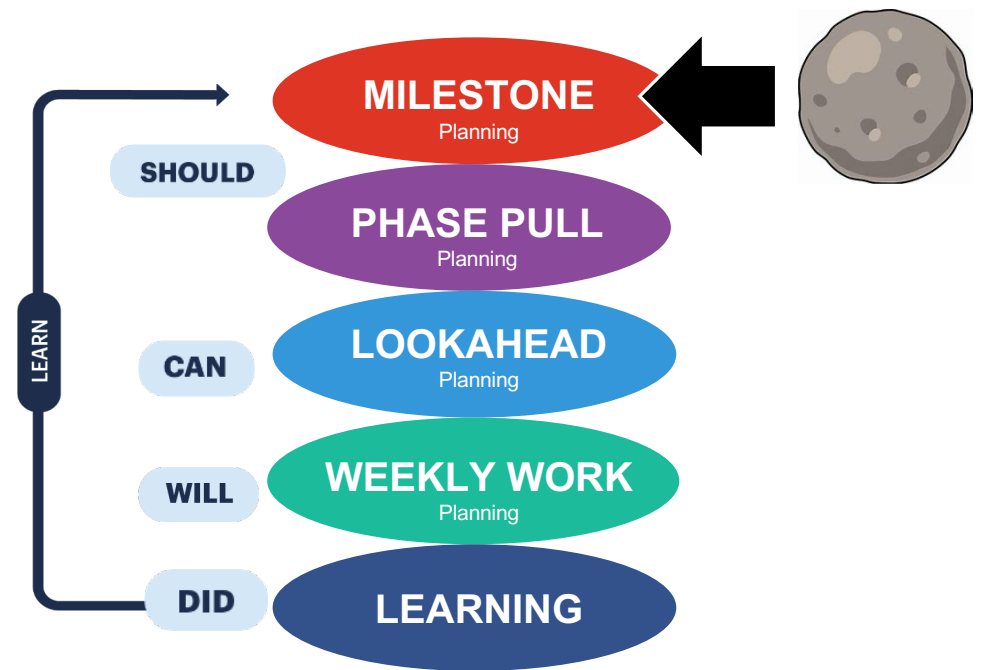 MILESTONE
Planning
SHOULD
PHASE PULL
Planning
LEARN
LOOKAHEAD
Planning
CAN
WEEKLY WORK
Planning
WILL
DID
LEARNING